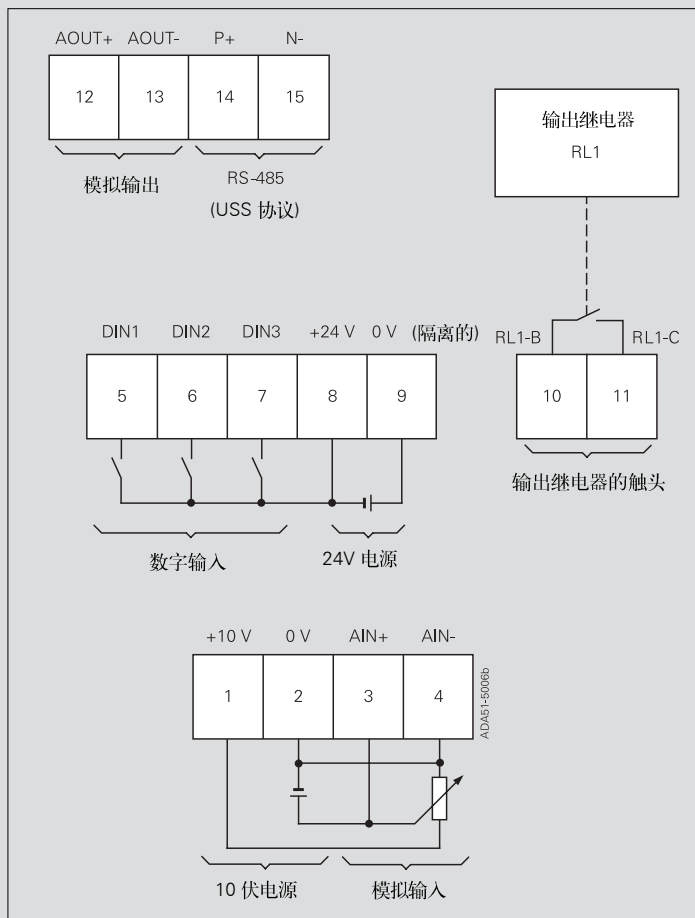 AOUT+ AOUT- P+ N-
12 13 14 15
模拟输出
RS-485
(USS 协议)
输出继电器
RL1
DIN1 DIN2 DIN3 +24 V 0 V (隔离的)
5 6 7 8 9
RL1-B RL1-C
10 11
输出继电器的触头
数字输入
24V 电源
+10 V 0 V AIN+ AIN-
1 2 3 4
ADA51-5006b
10 伏电源
模拟输入